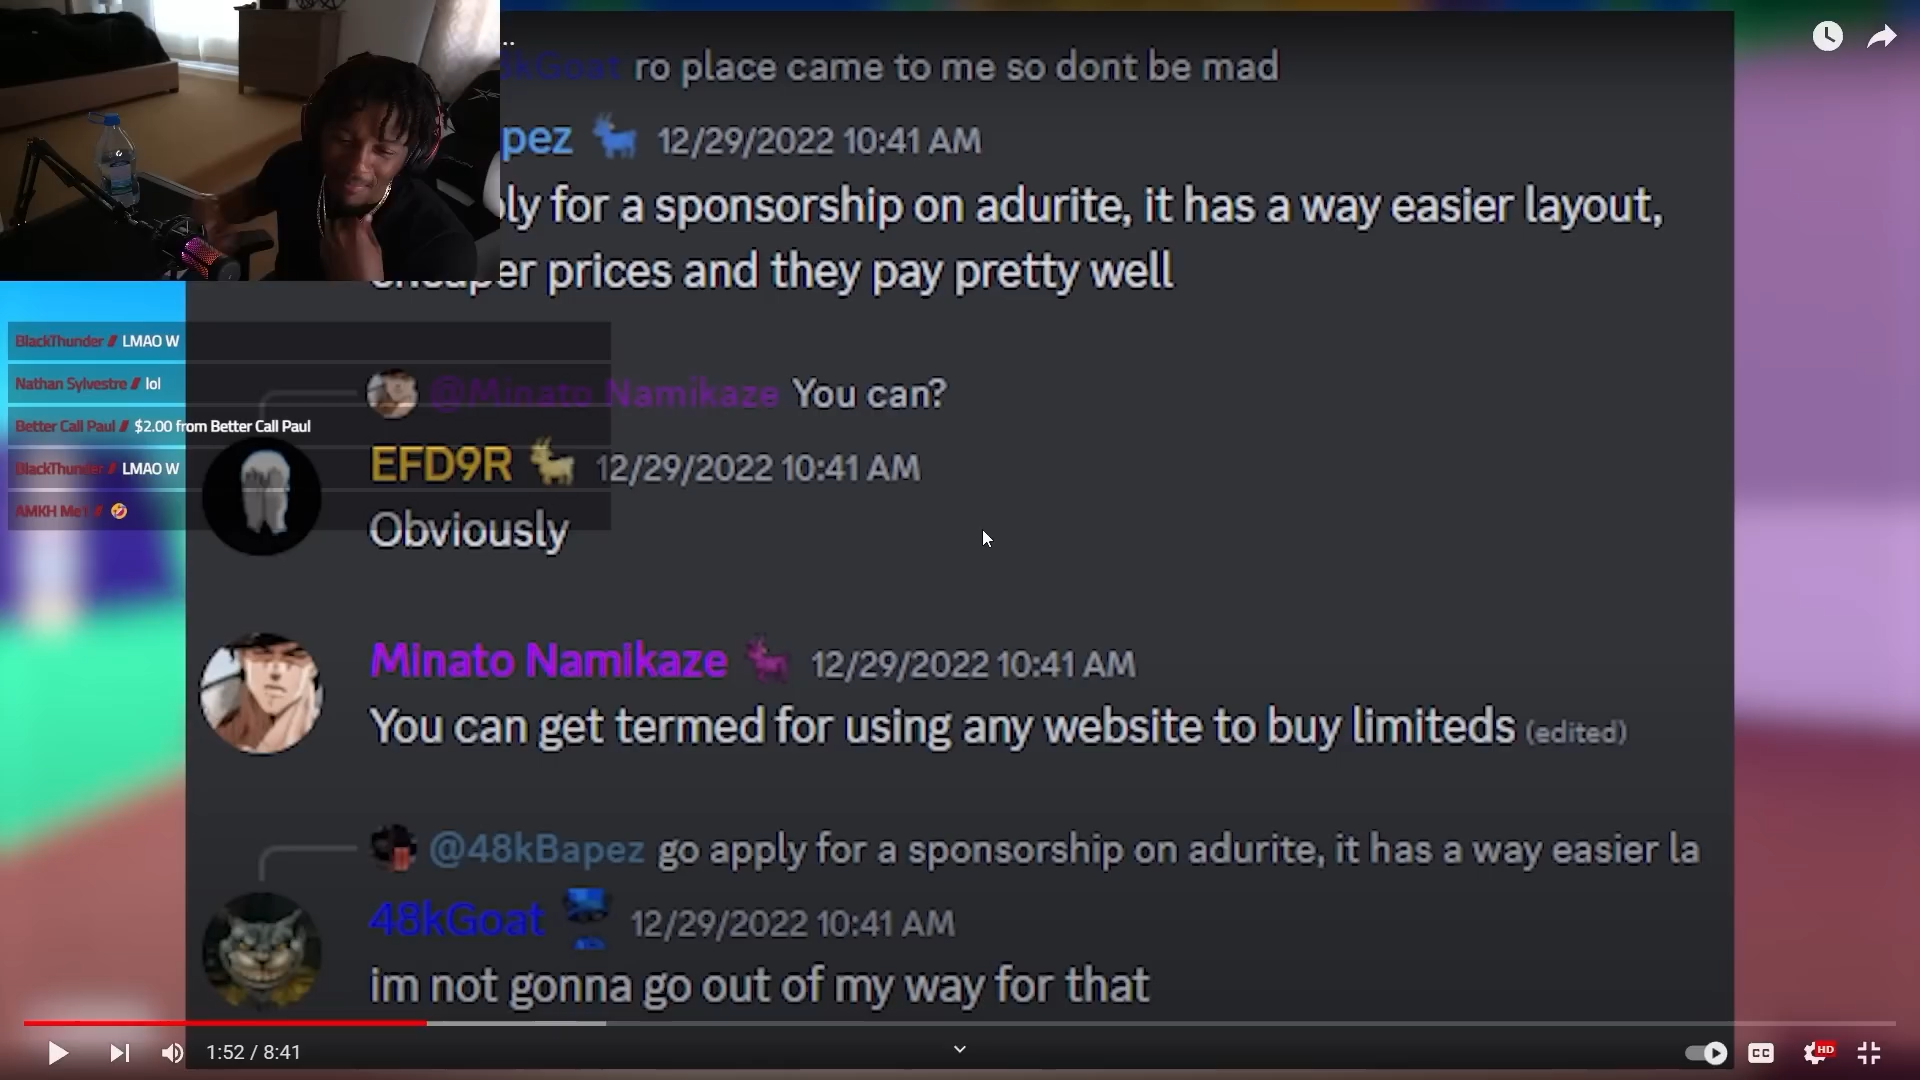 ..
kGoat ro place came to me so dont be mad
pez 12/29/2022 10:41 AM
ly for a sponsorship on adurite, it has a way easier layout,
er prices and they pay pretty well
BlackThunder // LMAO W
Nathan Sylvestre // lol
@Minato Namikaze You can?
Better Call Paul // $2.00 from Better Call Paul
BlackThunder // LMAO W
EFD9R 12/29/2022 10:41 AM
AMKH Me1 // 🤣
Obviously
Minato Namikaze 12/29/2022 10:41 AM
You can get termed for using any website to buy limiteds (edited)
@48kBapez go apply for a sponsorship on adurite, it has a way easier la
48kGoat 12/29/2022 10:41 AM
im not gonna go out of my way for that
1:52 / 8:41
CC
HD